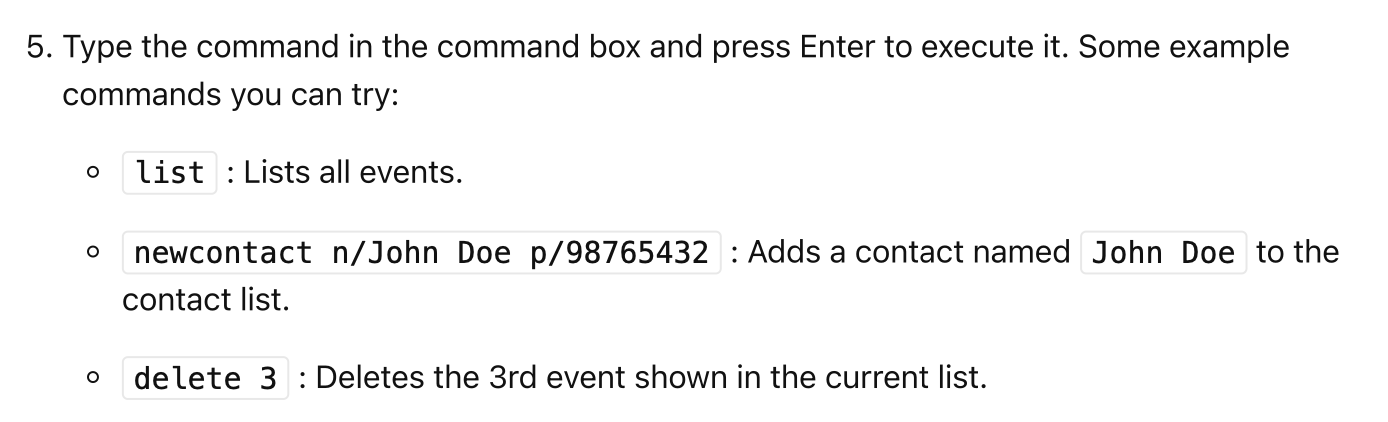 5. Type the command in the command box and press Enter to execute it. Some example
commands you can try:
list : Lists all events.
newcontact n/John Doe p/98765432 : Adds a contact named John Doe to the
contact list.
delete 3 : Deletes the 3rd event shown in the current list.